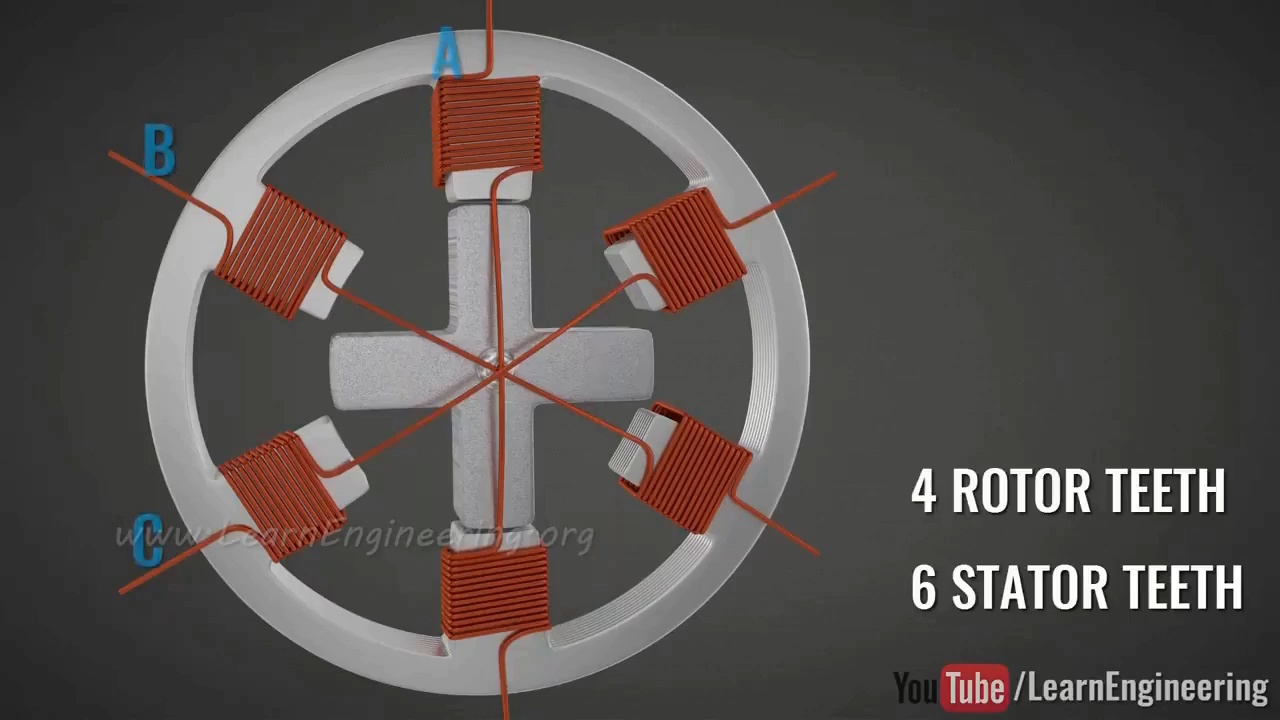 A
B
C
www.LearnEngineering.org
4 ROTOR TEETH
6 STATOR TEETH
YouTube /LearnEngineering